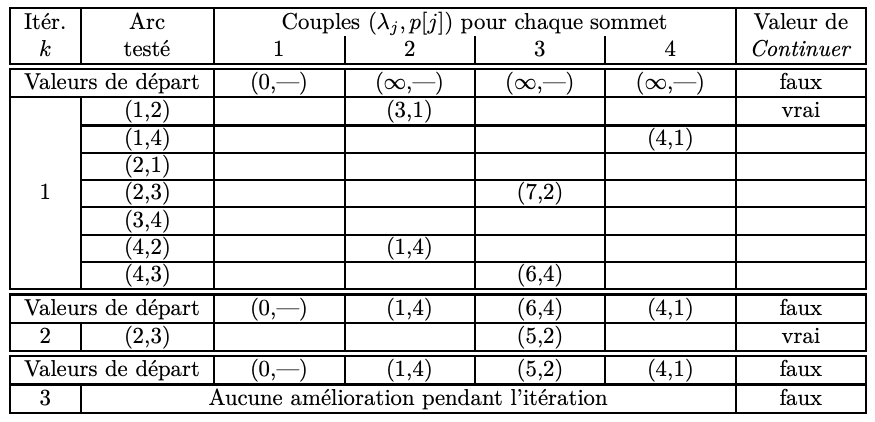 Itér. Arc Couples (λj, p[j]) pour chaque sommet Valeur de
k testé 1 2 3 4 Continuer
Valeurs de départ (0,—) (∞,—) (∞,—) (∞,—) faux
(1,2) (3,1) vrai
(1,4) (4,1)
(2,1)
1 (2,3) (7,2)
(3,4)
(4,2) (1,4)
(4,3) (6,4)
Valeurs de départ (0,—) (1,4) (6,4) (4,1) faux
2 (2,3) (5,2) vrai
Valeurs de départ (0,—) (1,4) (5,2) (4,1) faux
3 Aucune amélioration pendant l'itération faux